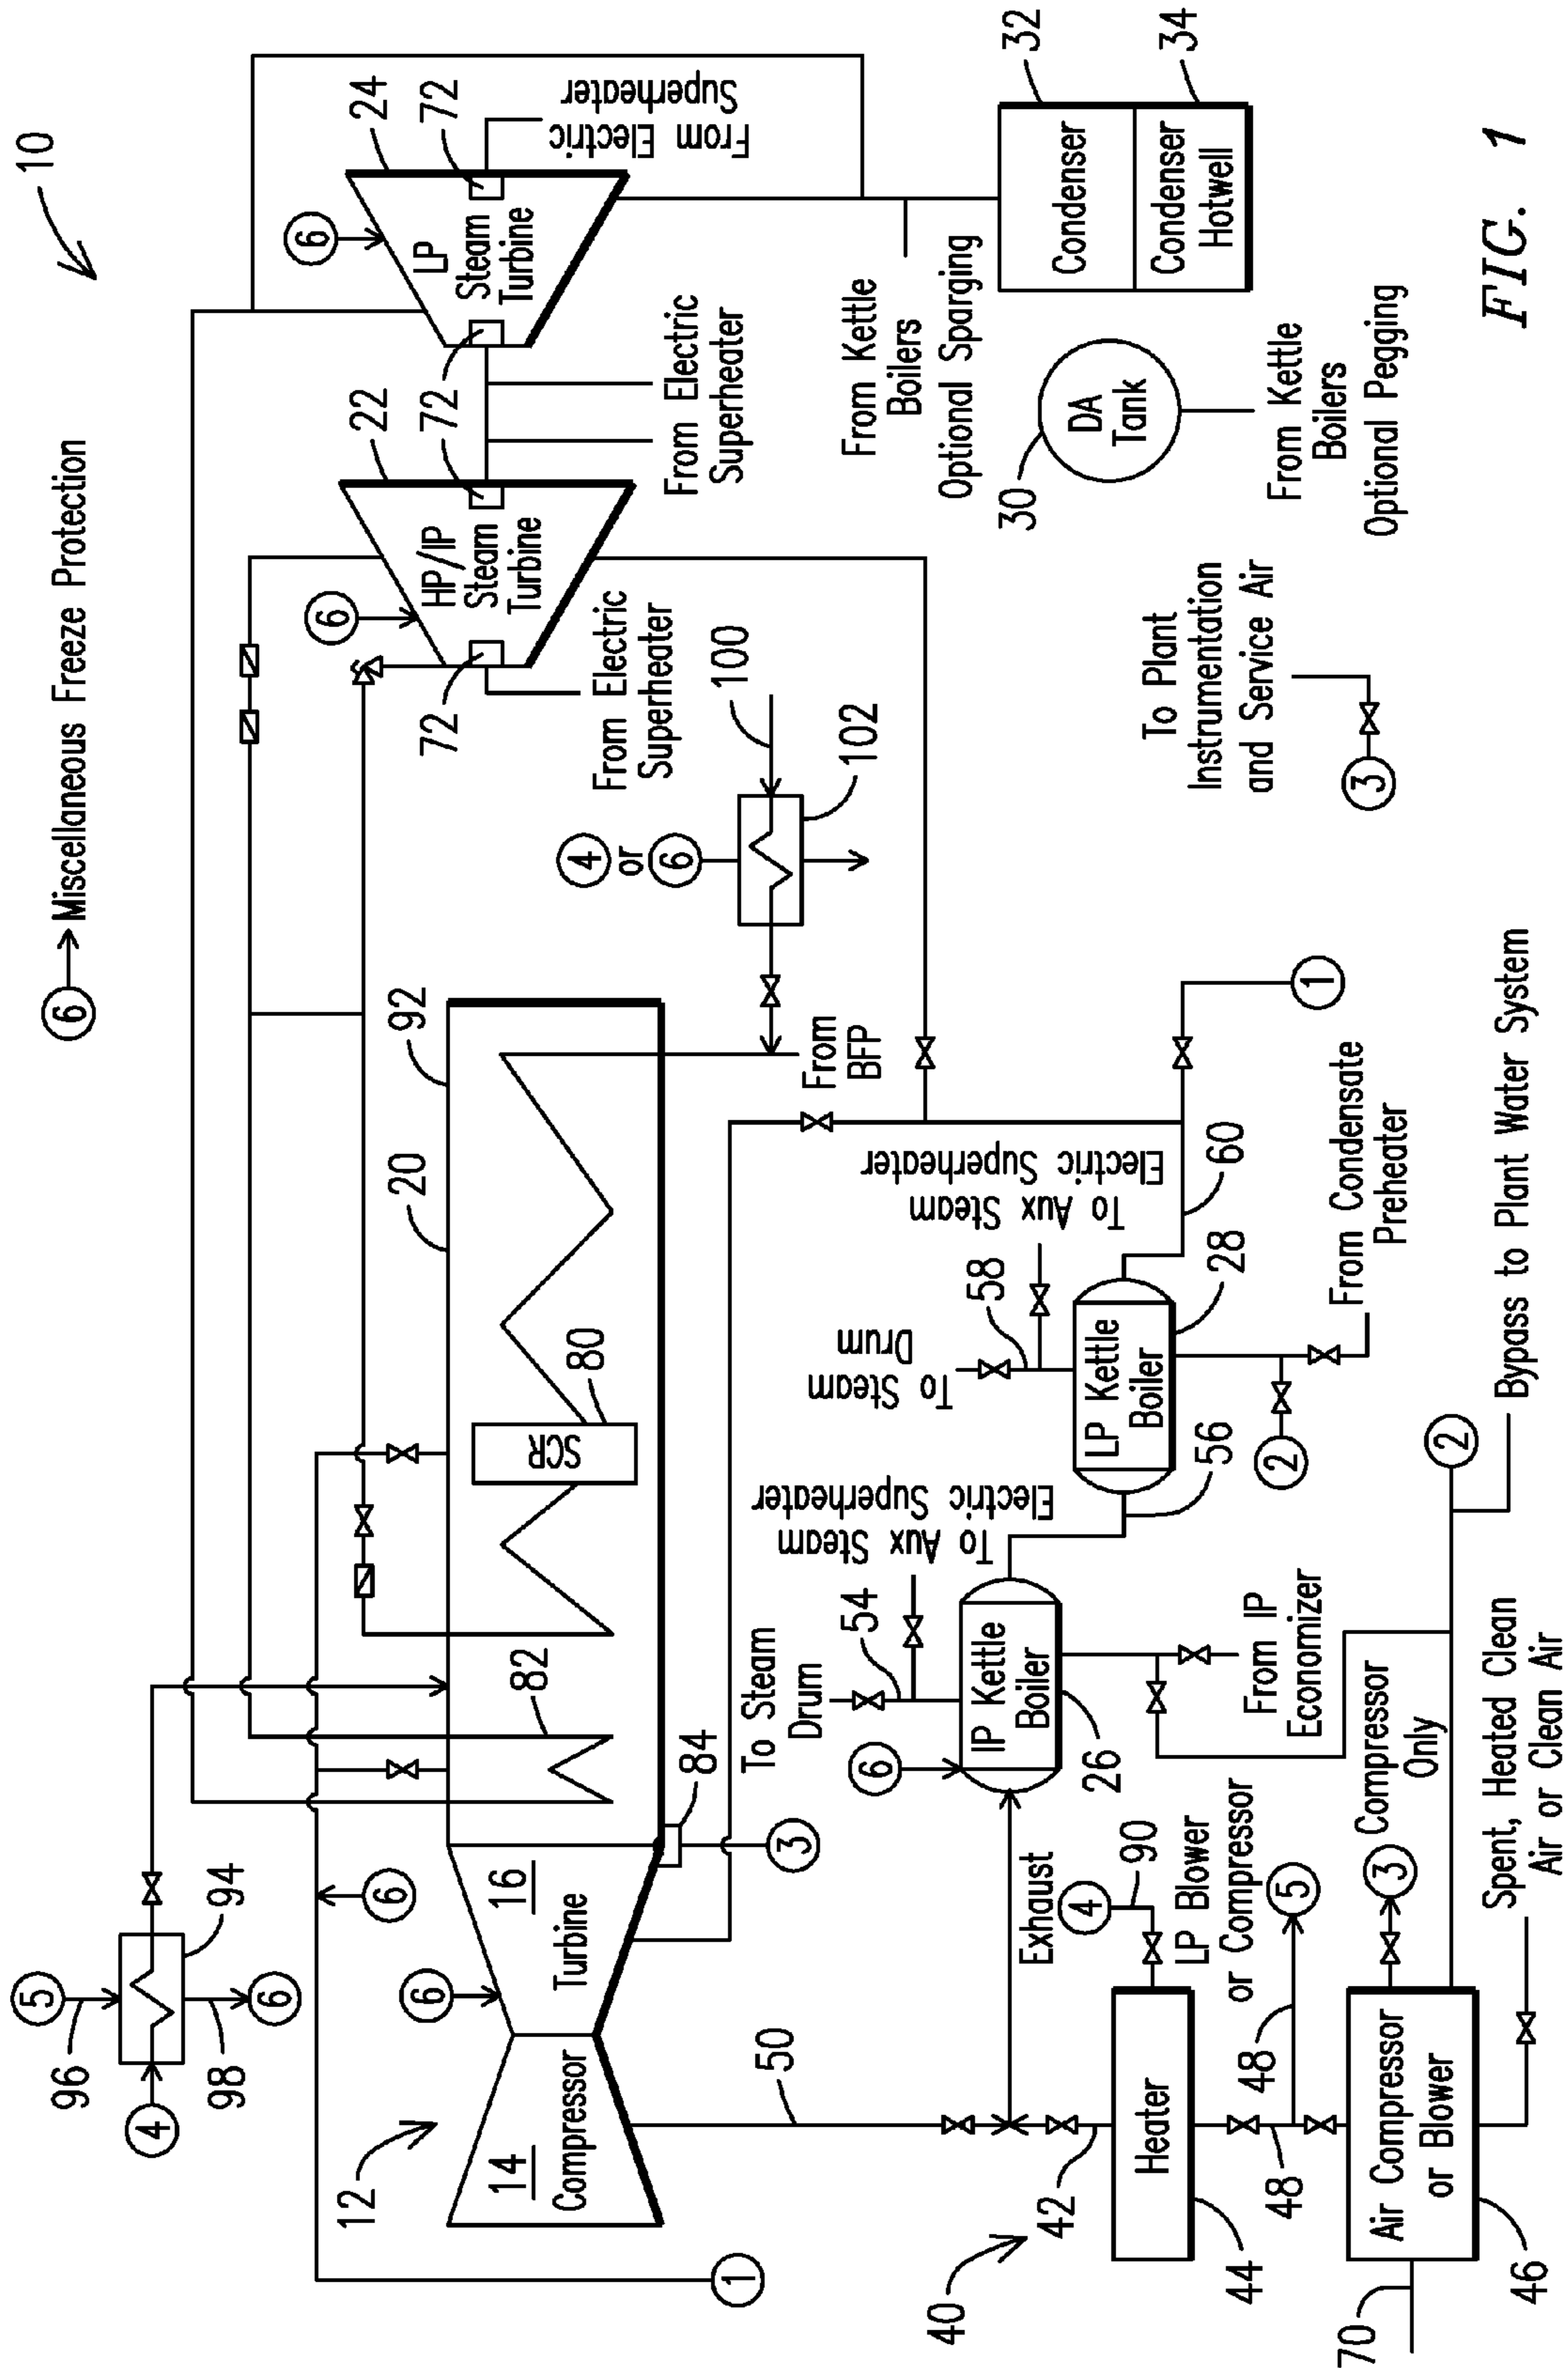 10
6
Miscellaneous Freeze Protection
5
96
94
4
98
6
6
22
72
72
HP/IP
Steam
Turbine
72
6
24
72
LP
Steam
Turbine
From Electric
Superheater
From Electric
Superheater
From Electric
Superheater
12
14
Compressor
6
16
Turbine
6
82
84
3
SCR
80
20
92
1
From
BFP
4
or
6
100
102
From Kettle
Boilers
Optional Sparging
Condenser
32
Condenser
Hotwell
34
30
DA
Tank
From Kettle
Boilers
Optional Pegging
To Plant
Instrumentation
and Service Air
3
50
Exhaust
To Steam
Drum
54
To Aux Steam
Electric Superheater
6
IP Kettle
Boiler
26
From IP
Economizer
56
To Steam
Drum
58
To Aux Steam
Electric Superheater
LP Kettle
Boiler
28
60
1
2
From Condensate
Preheater
40
42
Heater
44
4
90
LP Blower
or Compressor
48
5
48
Air Compressor
or Blower
46
70
3
Compressor
Only
2
Bypass to Plant Water System
Spent, Heated Clean
Air or Clean Air
FIG. 1